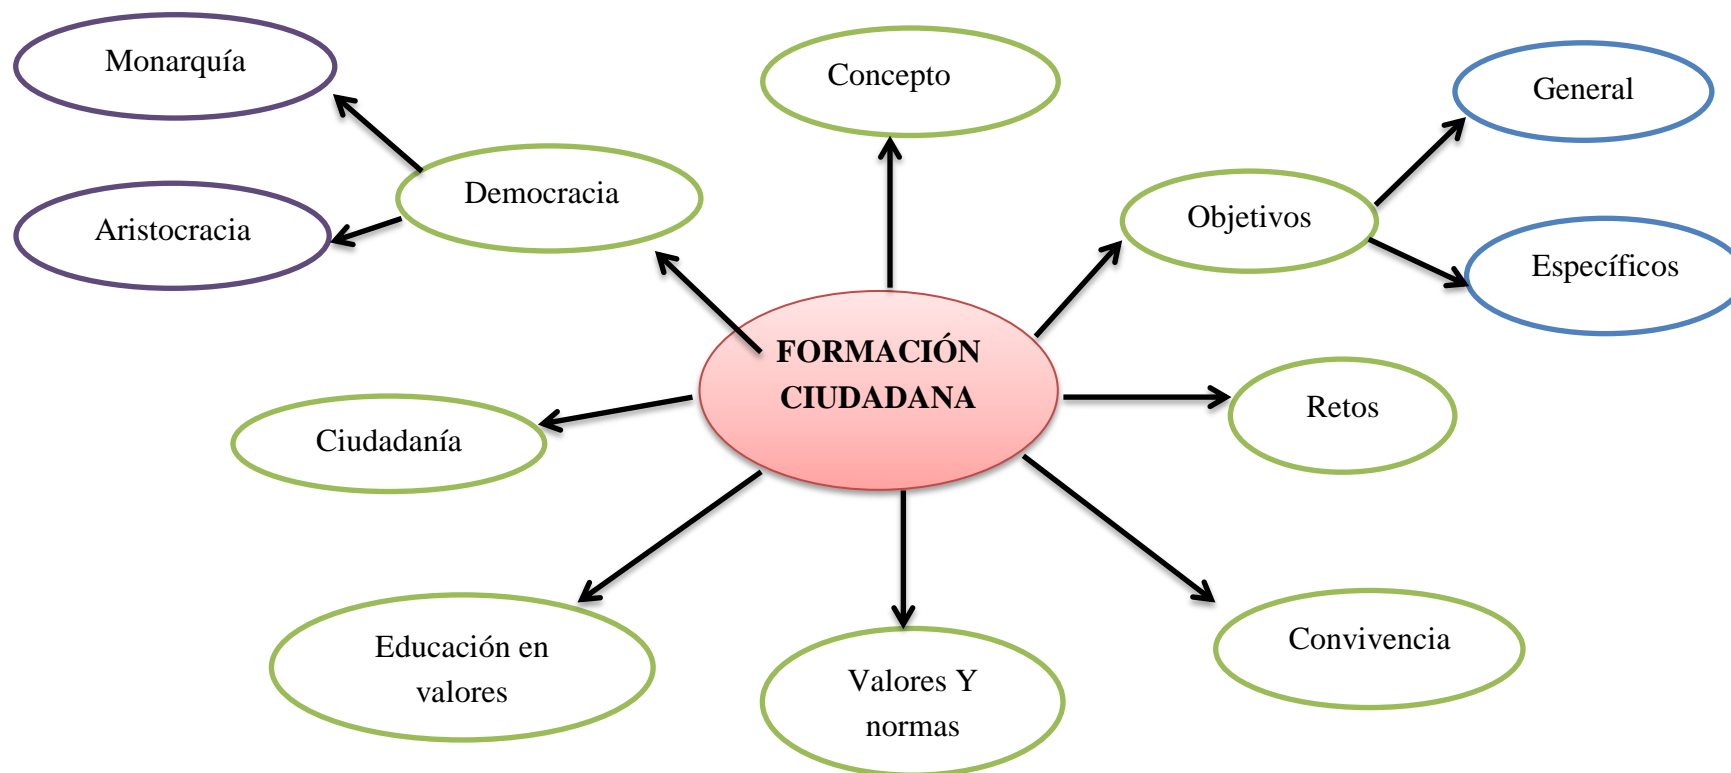 Monarquía
Concepto
General
Democracia
Objetivos
Aristocracia
Específicos
FORMACIÓN
CIUDADANA
Retos
Ciudadanía
Convivencia
Educación en
valores
Valores Y
normas